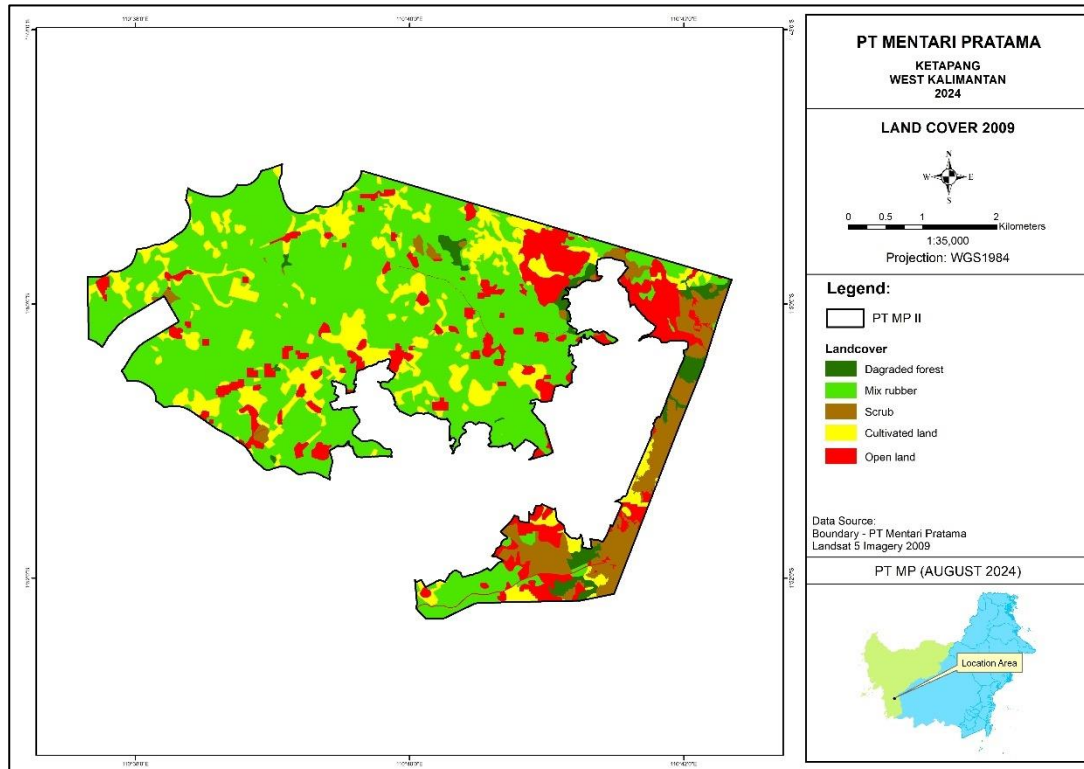 PT MENTARI PRATAMA
KETAPANG
WEST KALIMANTAN
2024
LAND COVER 2009
N
W E
S
0 0.5 1 2
Kilometers
1:35,000
Projection: WGS1984
Legend:
PT MP II
Landcover
Dagraded forest
Mix rubber
Scrub
Cultivated land
Open land
Data Source:
Boundary - PT Mentari Pratama
Landsat 5 Imagery 2009
PT MP (AUGUST 2024)
Location Area